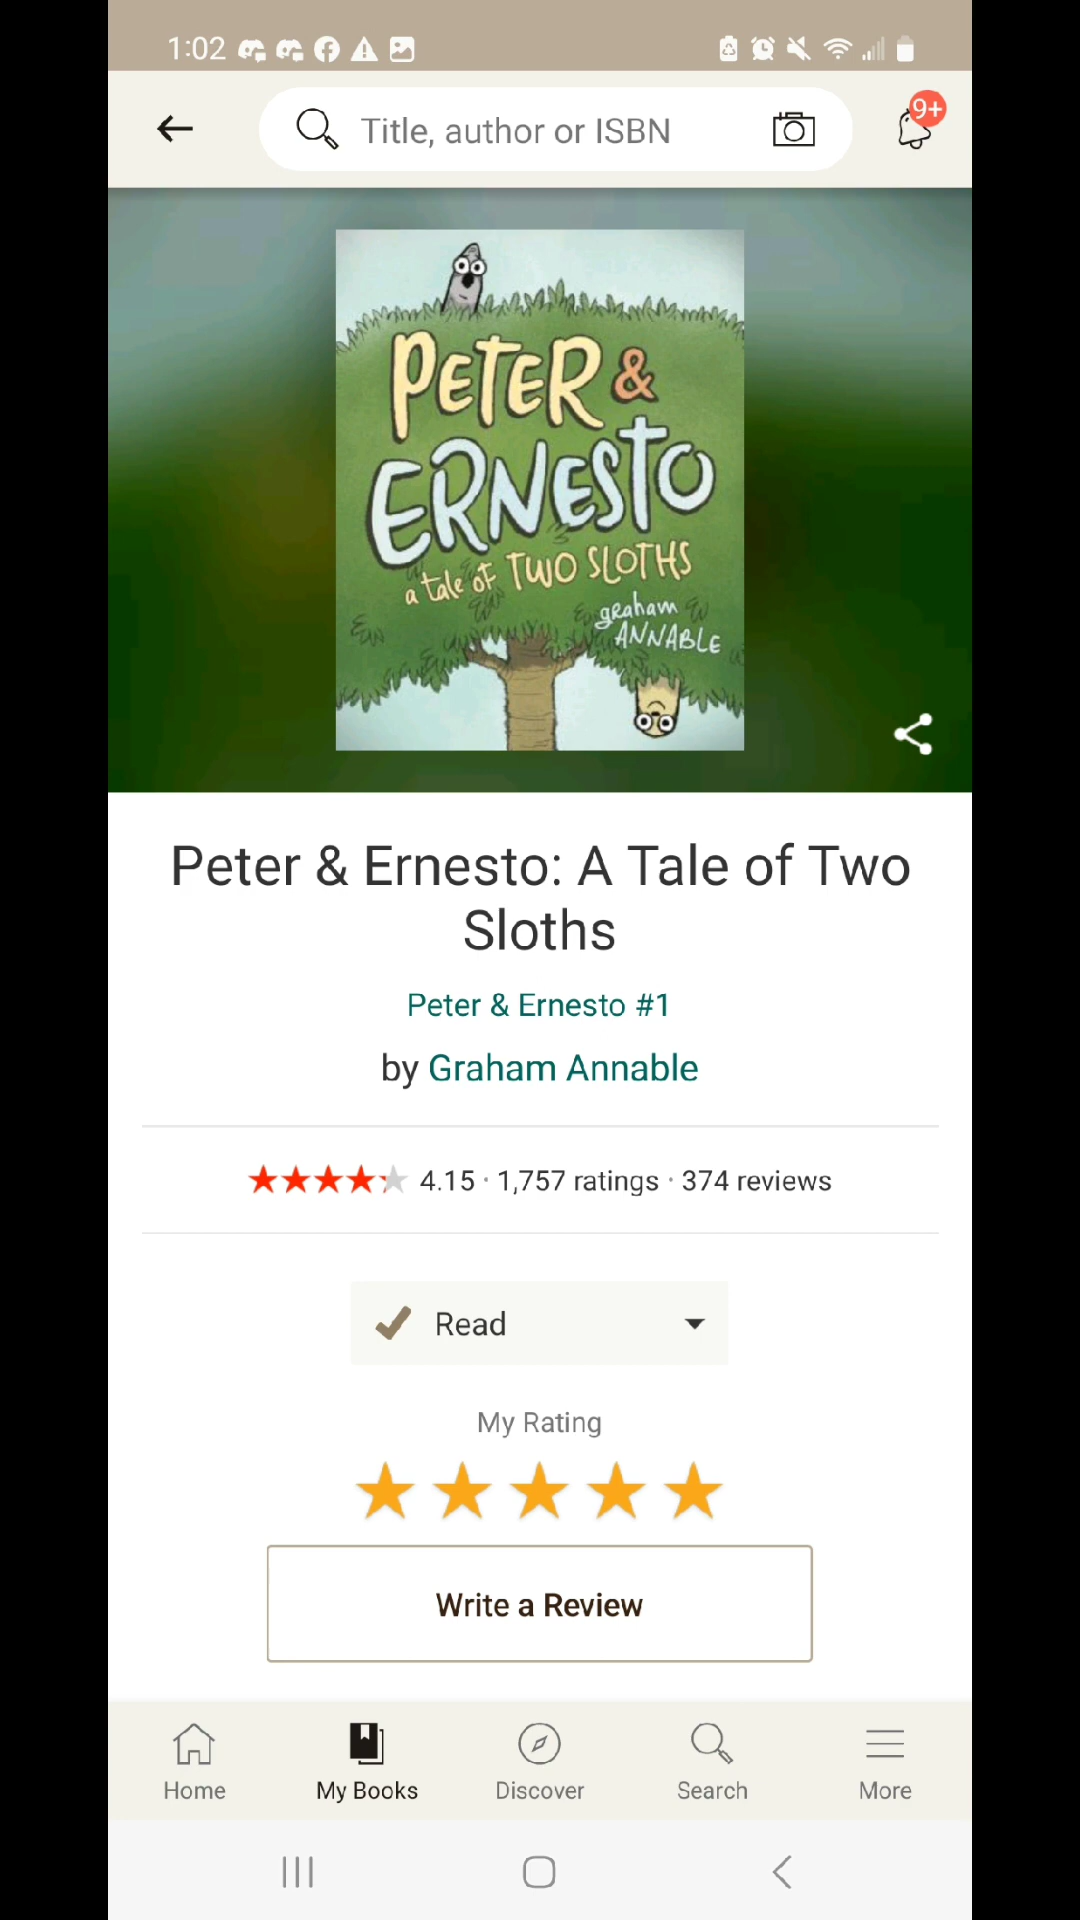 1:02
Title, author or ISBN
9+
PETER &
ERNESTO
a tale of TWO SLOTHS
graham
ANNABLE
Peter & Ernesto: A Tale of Two
Sloths
Peter & Ernesto #1
by Graham Annable
4.15 · 1,757 ratings · 374 reviews
Read
My Rating
Write a Review
Home My Books Discover Search More